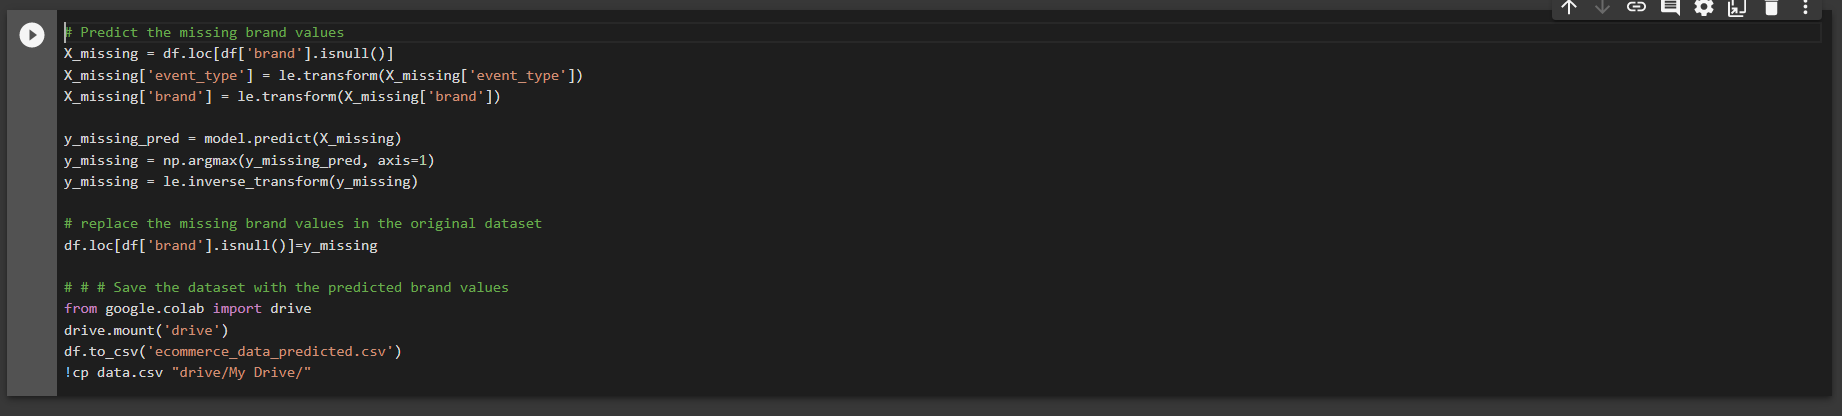 # Predict the missing brand values
X_missing = df.loc[df['brand'].isnull()]
X_missing['event_type'] = le.transform(X_missing['event_type'])
X_missing['brand'] = le.transform(X_missing['brand'])
y_missing_pred = model.predict(X_missing)
y_missing = np.argmax(y_missing_pred, axis=1)
y_missing = le.inverse_transform(y_missing)
# replace the missing brand values in the original dataset
df.loc[df['brand'].isnull()]=y_missing
# # # Save the dataset with the predicted brand values
from google.colab import drive
drive.mount('drive')
df.to_csv('ecommerce_data_predicted.csv')
!cp data.csv "drive/My Drive/"